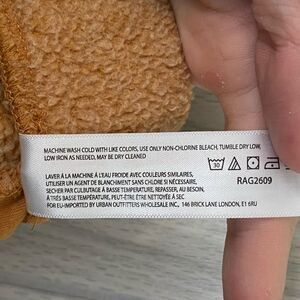 MACHINE WASH COLD WITH LIKE COLORS, USE ONLY NON-CHLORINE BLEACH, TUMBLE DRY LOW,
LOW IRON AS NEEDED, MAY BE DRY CLEANED
30
RAG2609
LAVER À LA MACHINE À L'EAU FROIDE AVEC COULEURS SIMILAIRES,
UTILISER UN AGENT DE BLANCHIMENT SANS CHLORE SI NÉCESSAIRE,
SECHER PAR CULBUTAGE À BASSE TEMPÉRATURE, REPASSER, AU BESOIN,
À TRÈS BASSE TEMPÉRATURE, PEUT-ÊTRE ÊTRE NETTOYÉ À SEC
FOR EU-IMPORTED BY URBAN OUTFITTERS WHOLESALE INC., 146 BRICK LANE LONDON, E1 6RU